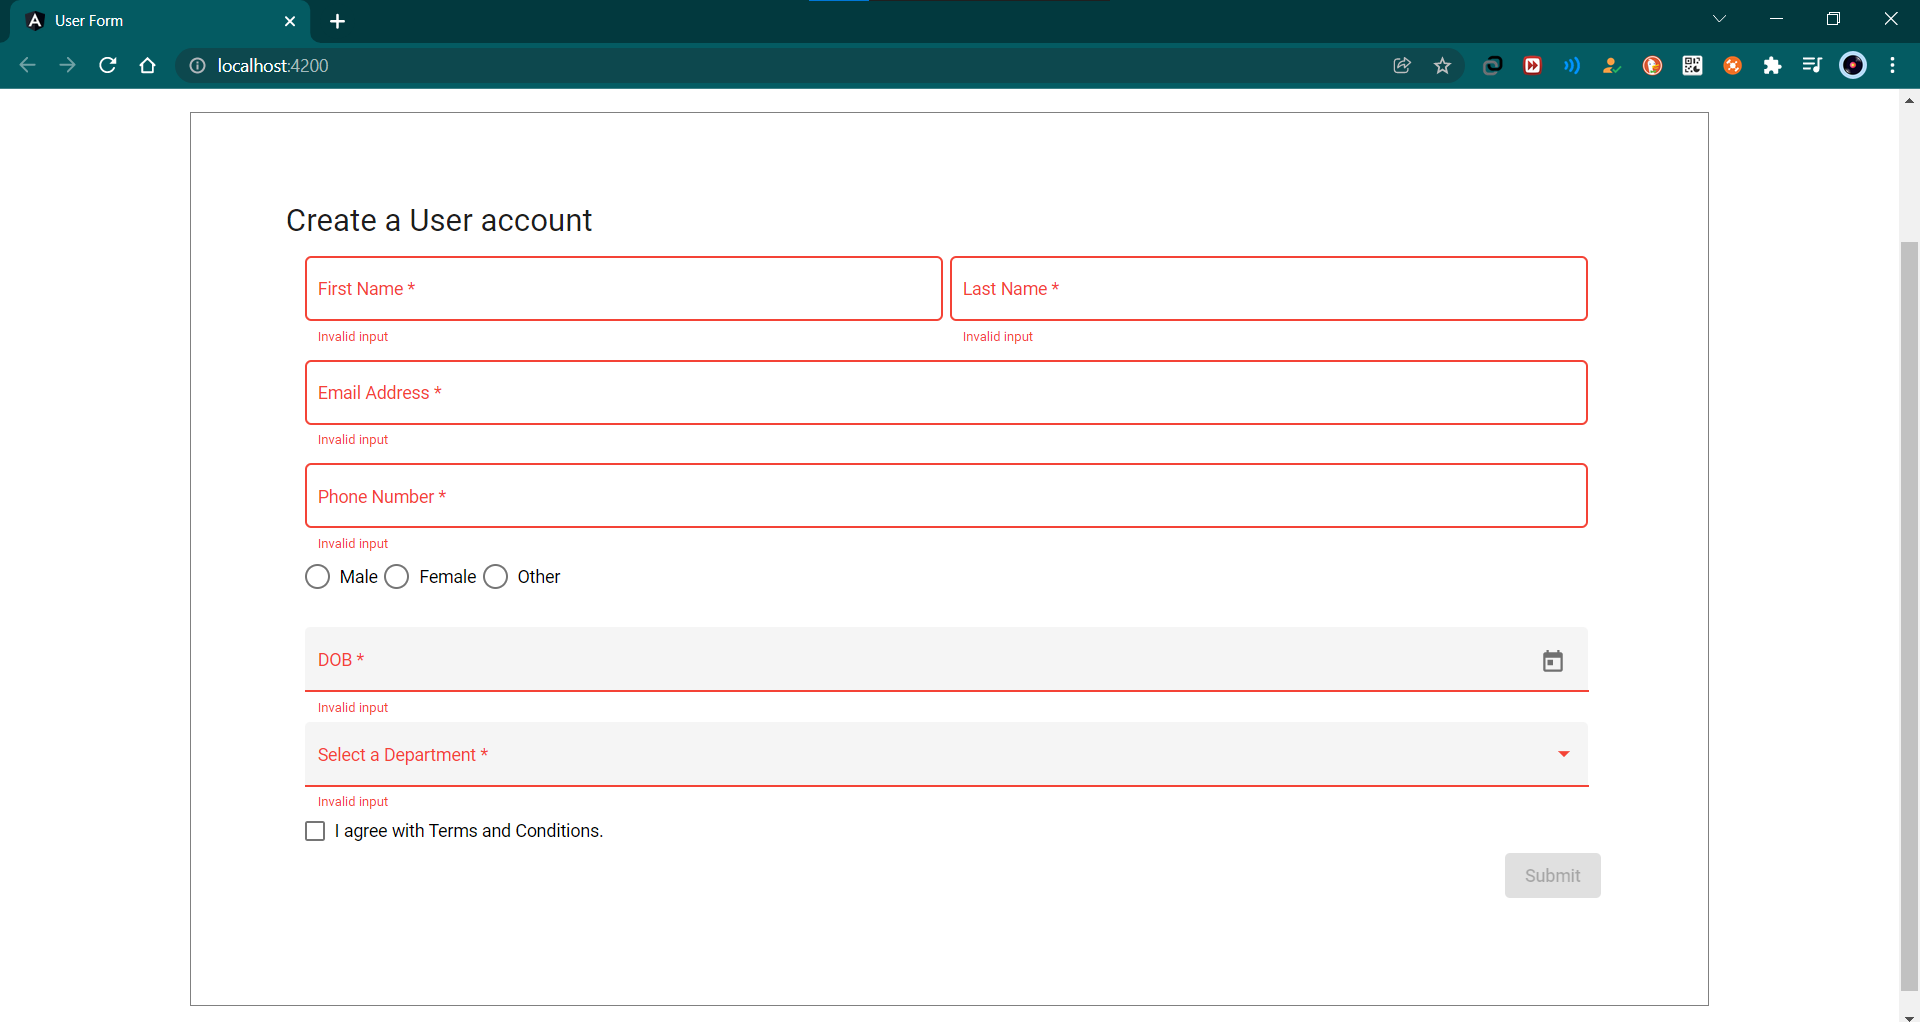 User Form
localhost:4200
Create a User account
First Name * Last Name *
Invalid input Invalid input
Email Address *
Invalid input
Phone Number *
Invalid input
Male Female Other
DOB *
Invalid input
Select a Department *
Invalid input
I agree with Terms and Conditions.
Submit